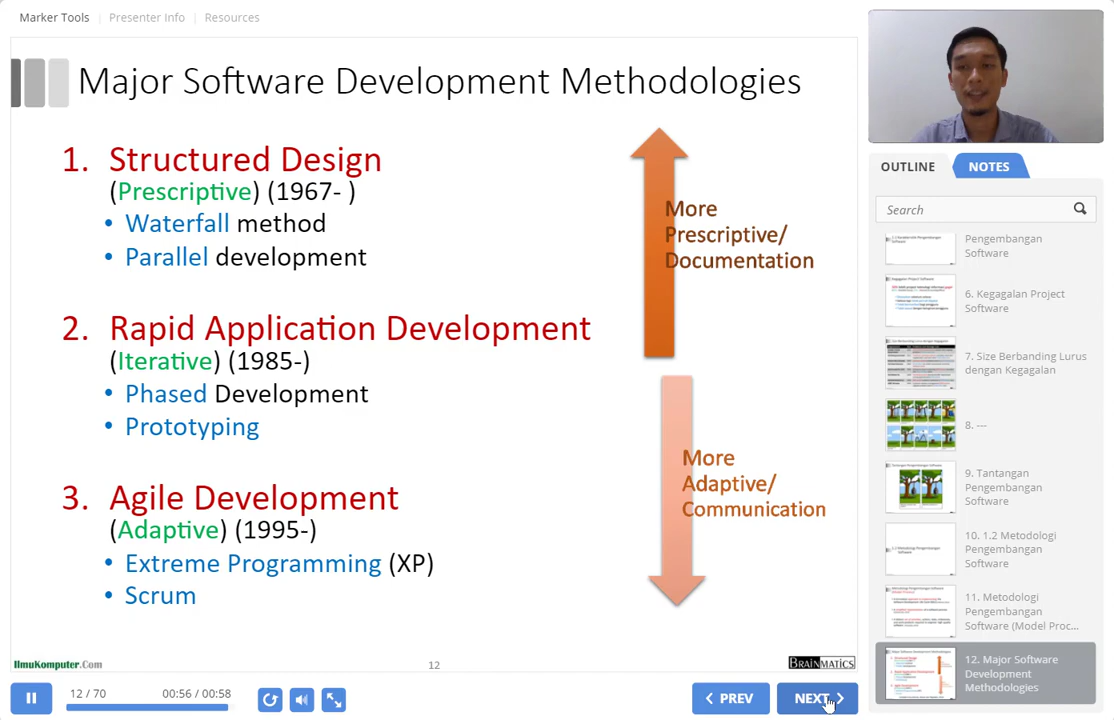 Marker Tools
Presenter Info
Resources
Major Software Development Methodologies
1. Structured Design
(Prescriptive) (1967- )
• Waterfall method
• Parallel development
2. Rapid Application Development
(Iterative) (1985-)
• Phased Development
• Prototyping
3. Agile Development
(Adaptive) (1995-)
• Extreme Programming (XP)
• Scrum
More
Prescriptive/
Documentation
More
Adaptive/
Communication
IlmuKomputer.Com
12
BRAINMATICS
12 / 70
00:56 / 00:58
PREV
NEXT
OUTLINE
NOTES
Search
Pengembangan
Software
6. Kegagalan Project
Software
7. Size Berbanding Lurus
dengan Kegagalan
8. ---
9. Tantangan
Pengembangan
Software
10. 1.2 Metodologi
Pengembangan
Software
11. Metodologi
Pengembangan
Software (Model Proc...
12. Major Software
Development
Methodologies